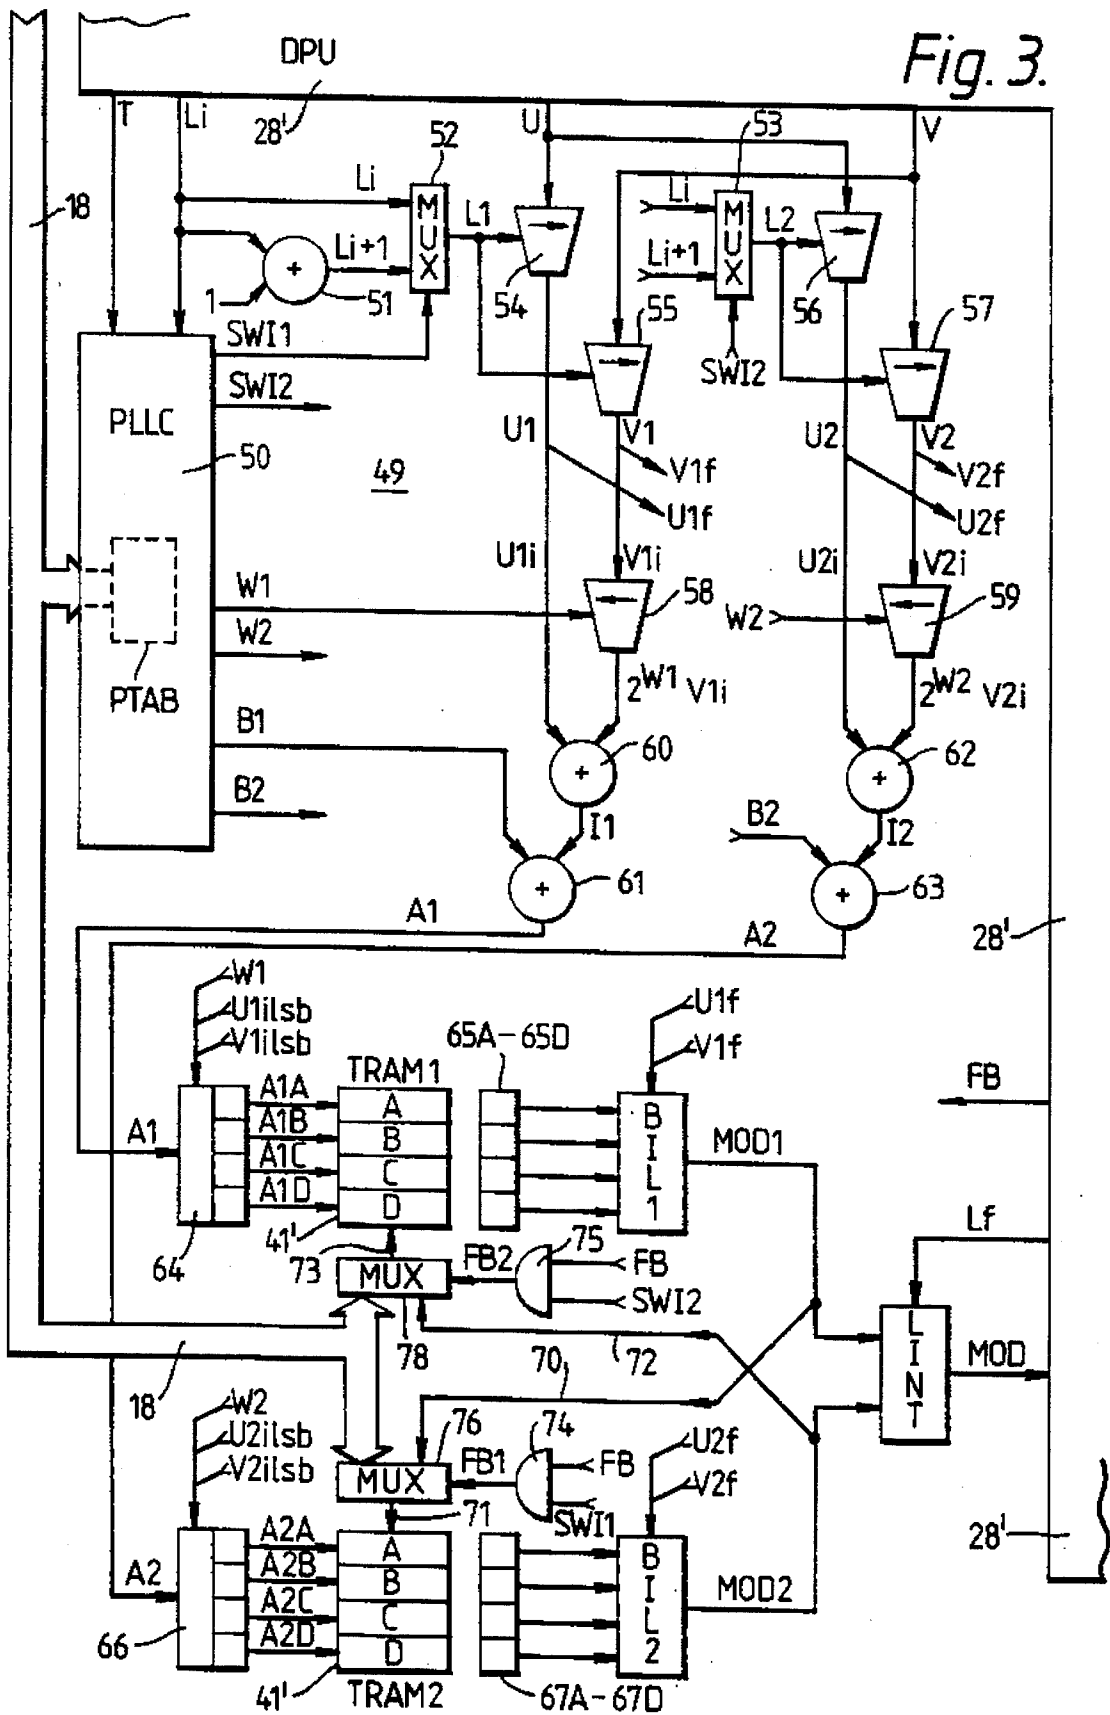 Fig. 3.
DPU
T
Li
28'
U
V
52
53
18
Li
MUX
L1
Li
MUX
L2
Li+1
Li+1
+
1
51
54
55
56
57
SWI1
SWI2
SWI2
PLLC
50
49
U1
V1
V1f
U1f
U2
V2
V2f
U2f
U1i
V1i
U2i
V2i
W1
58
W2
59
W2
PTAB
2W1 V1i
2W2 V2i
B1
+
60
+
62
B2
I1
B2
I2
+
61
+
63
A1
A2
28'
W1
U1ilsb
V1ilsb
65A-65D
U1f
V1f
TRAM1
FB
A1A
A
A1B
B
A1C
C
A1D
D
A1
BIL1
MOD1
64
41'
73
75
Lf
MUX
FB2
FB
SWI2
78
72
LINT
MOD
18
70
W2
U2ilsb
V2ilsb
76
74
U2f
V2f
MUX
FB1
FB
SWI1
71
28'
A2A
A
A2B
B
A2C
C
A2D
D
A2
BIL2
MOD2
66
41'
TRAM2
67A-67D